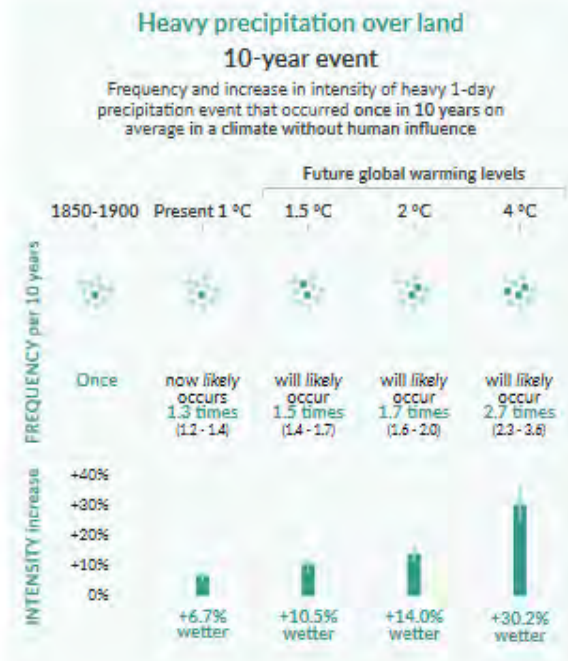 Heavy precipitation over land
10-year event
Frequency and increase in intensity of heavy 1-day
precipitation event that occurred once in 10 years on
average in a climate without human influence
Future global warming levels
1850-1900 Present 1 °C 1.5 °C 2 °C 4 °C
FREQUENCY per 10 years
Once now likely will likely will likely will likely
occurs occur occur occur
1.3 times 1.5 times 1.7 times 2.7 times
(1.2 - 1.4) (1.4 - 1.7) (1.6 - 2.0) (2.3 - 3.6)
INTENSITY increase
+40%
+30%
+20%
+10%
0%
+6.7% +10.5% +14.0% +30.2%
wetter wetter wetter wetter